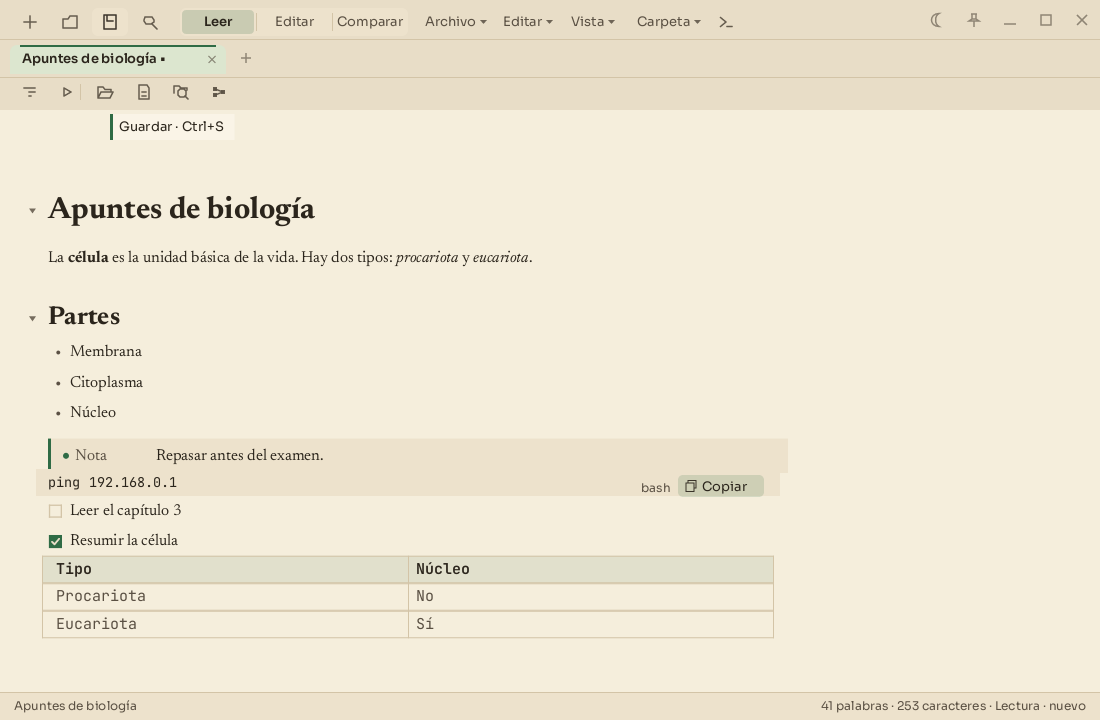 Leer Editar Comparar Archivo Editar Vista Carpeta
Apuntes de biología
Guardar · Ctrl+S
Apuntes de biología
La célula es la unidad básica de la vida. Hay dos tipos: procariota y eucariota.
Partes
• Membrana
• Citoplasma
• Núcleo
Nota Repasar antes del examen.
ping 192.168.0.1 bash Copiar
Leer el capítulo 3
Resumir la célula
Tipo Núcleo
Procariota No
Eucariota Sí
Apuntes de biología 41 palabras · 253 caracteres · Lectura · nuevo